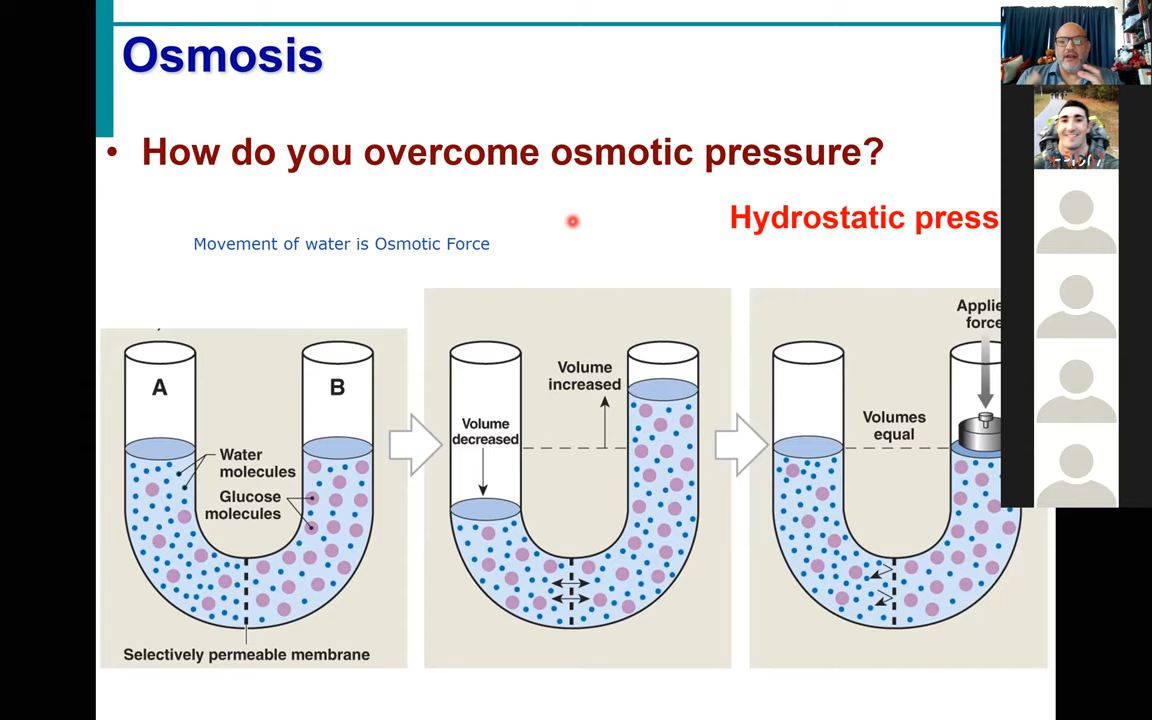 Osmosis
• How do you overcome osmotic pressure?
Hydrostatic press
Movement of water is Osmotic Force
A
B
Water
molecules
Glucose
molecules
Selectively permeable membrane
Volume
decreased
Volume
increased
Applie
force
Volumes
equal